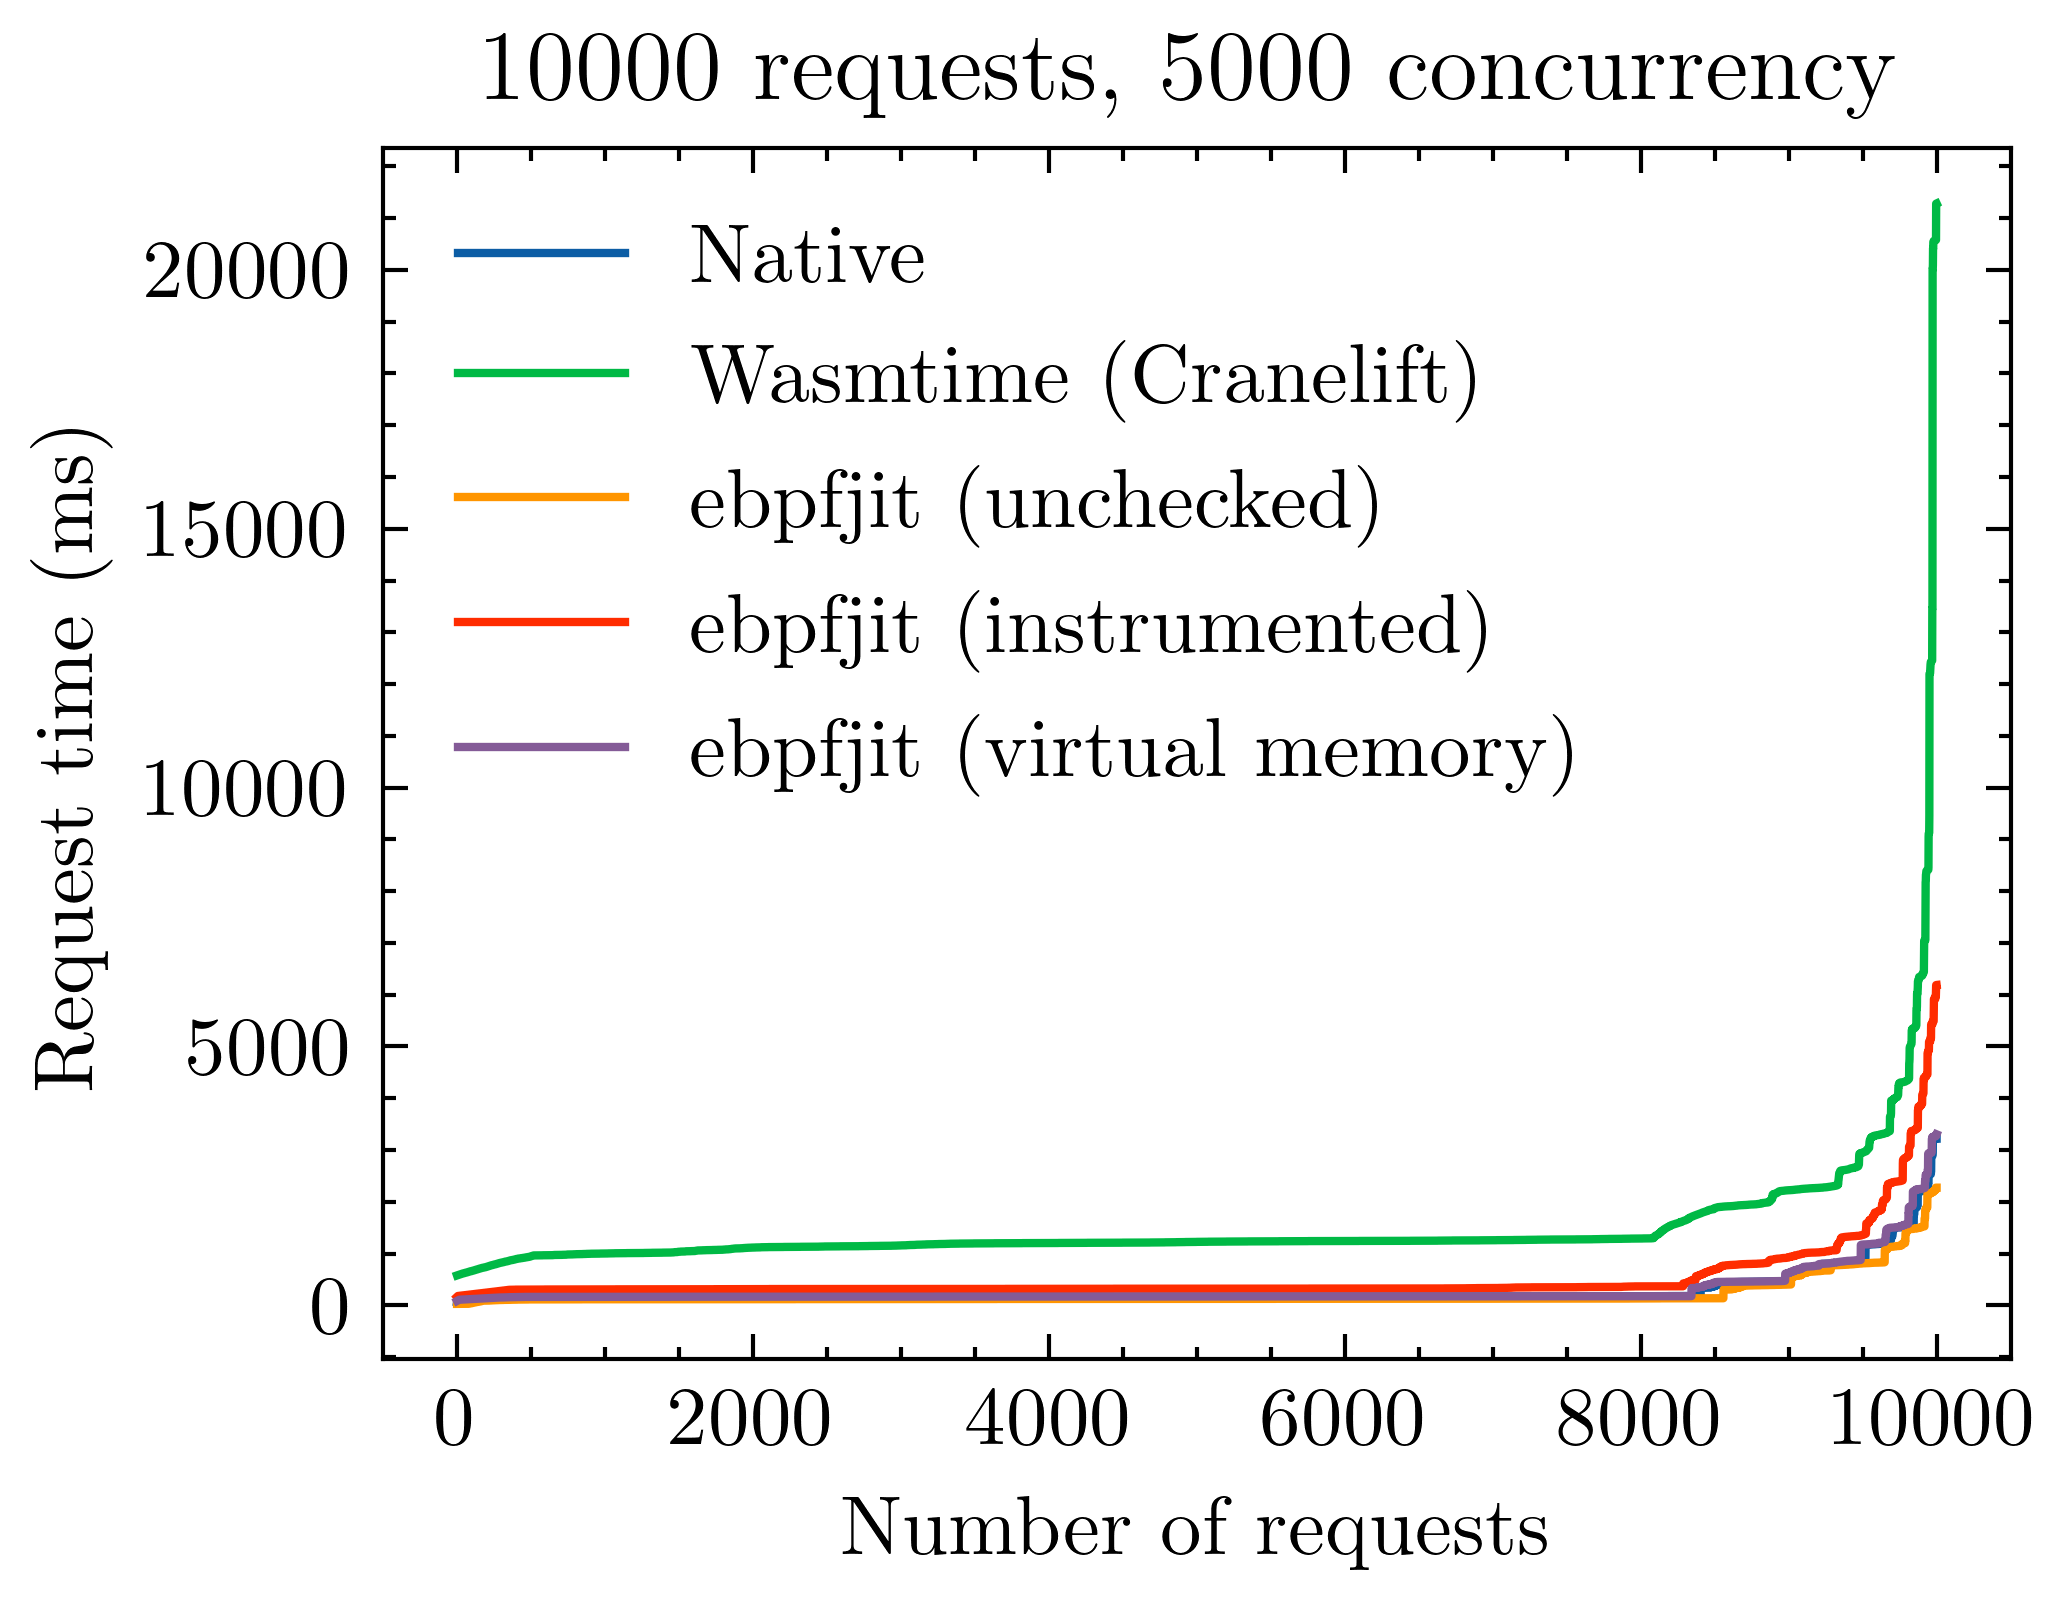 10000 requests, 5000 concurrency
Native
Wasmtime (Cranelift)
ebpfjit (unchecked)
ebpfjit (instrumented)
ebpfjit (virtual memory)
Request time (ms)
20000
15000
10000
5000
0
0 2000 4000 6000 8000 10000
Number of requests